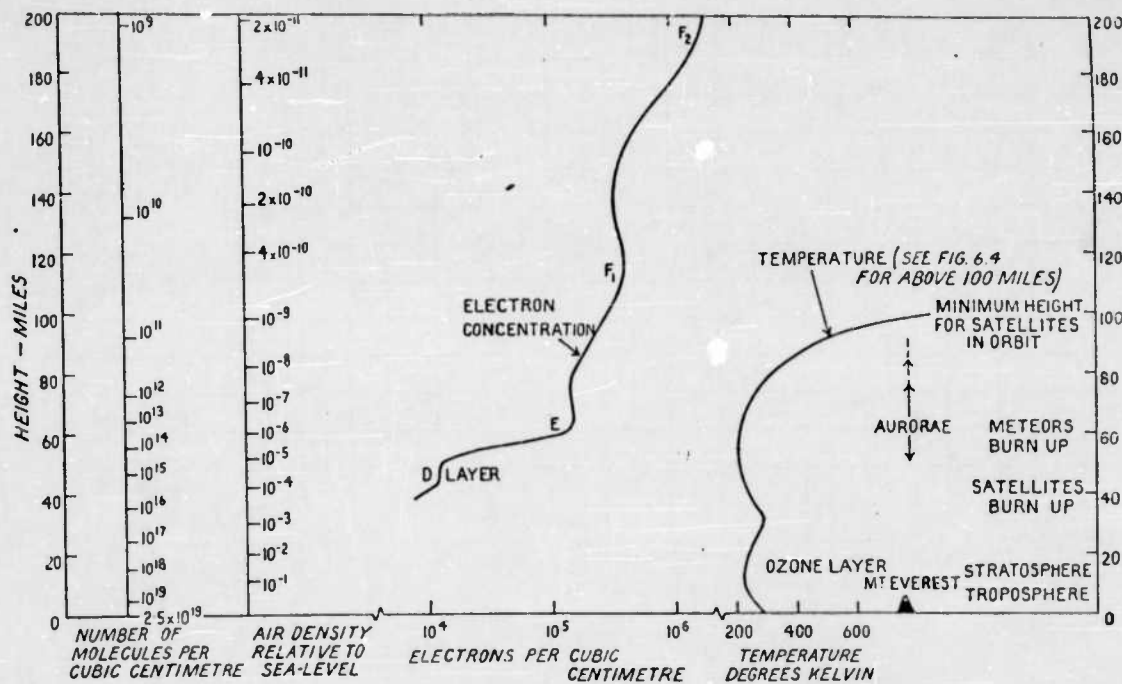 HEIGHT – MILES
200
180
160
140
120
100
80
60
40
20
0
10⁹
10¹⁰
10¹¹
10¹²
10¹³
10¹⁴
10¹⁵
10¹⁶
10¹⁷
10¹⁸
10¹⁹
2·5×10¹⁹
2×10⁻¹¹
4×10⁻¹¹
10⁻¹⁰
2×10⁻¹⁰
4×10⁻¹⁰
10⁻⁹
10⁻⁸
10⁻⁷
10⁻⁶
10⁻⁵
10⁻⁴
10⁻³
10⁻²
10⁻¹
F₂
F₁
ELECTRON
CONCENTRATION
E
D LAYER
TEMPERATURE (SEE FIG. 6.4
FOR ABOVE 100 MILES)
MINIMUM HEIGHT
FOR SATELLITES
IN ORBIT
AURORAE
METEORS
BURN UP
SATELLITES
BURN UP
OZONE LAYER
MT EVEREST
STRATOSPHERE
TROPOSPHERE
200
180
160
140
120
100
80
60
40
20
0
10⁴
10⁵
10⁶
200
400
600
NUMBER OF
MOLECULES PER
CUBIC CENTIMETRE
AIR DENSITY
RELATIVE TO
SEA-LEVEL
ELECTRONS PER CUBIC
CENTIMETRE
TEMPERATURE
DEGREES KELVIN